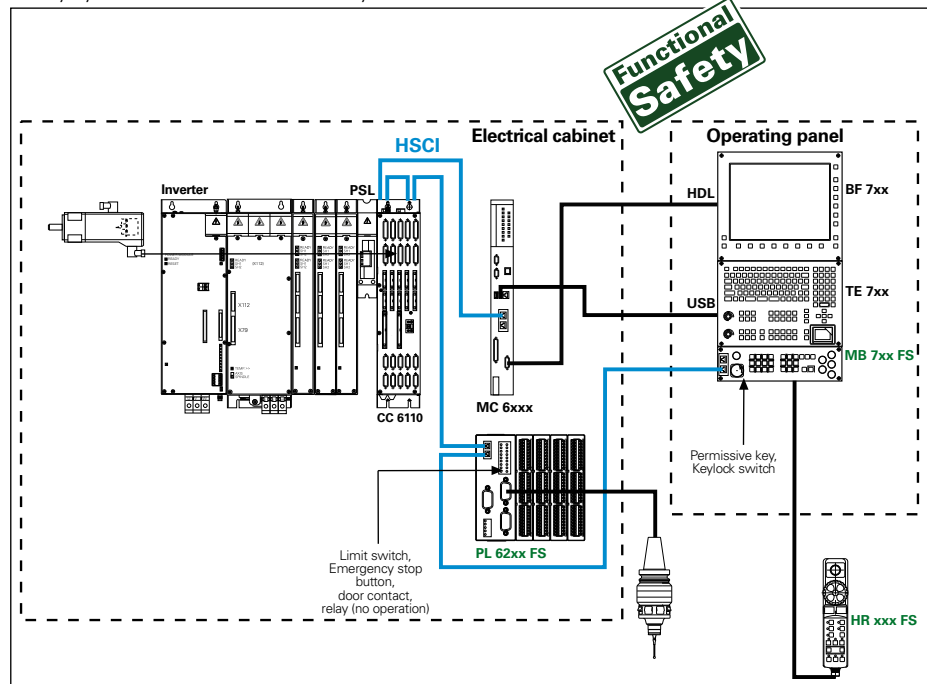 Functional
Safety
Electrical cabinet
Operating panel
HSCI
Inverter
PSL
HDL
BF 7xx
USB
TE 7xx
MB 7xx FS
X112
X79
CC 6110
MC 6xxx
Permissive key,
Keylock switch
PL 62xx FS
Limit switch,
Emergency stop
button,
door contact,
relay (no operation)
HR xxx FS